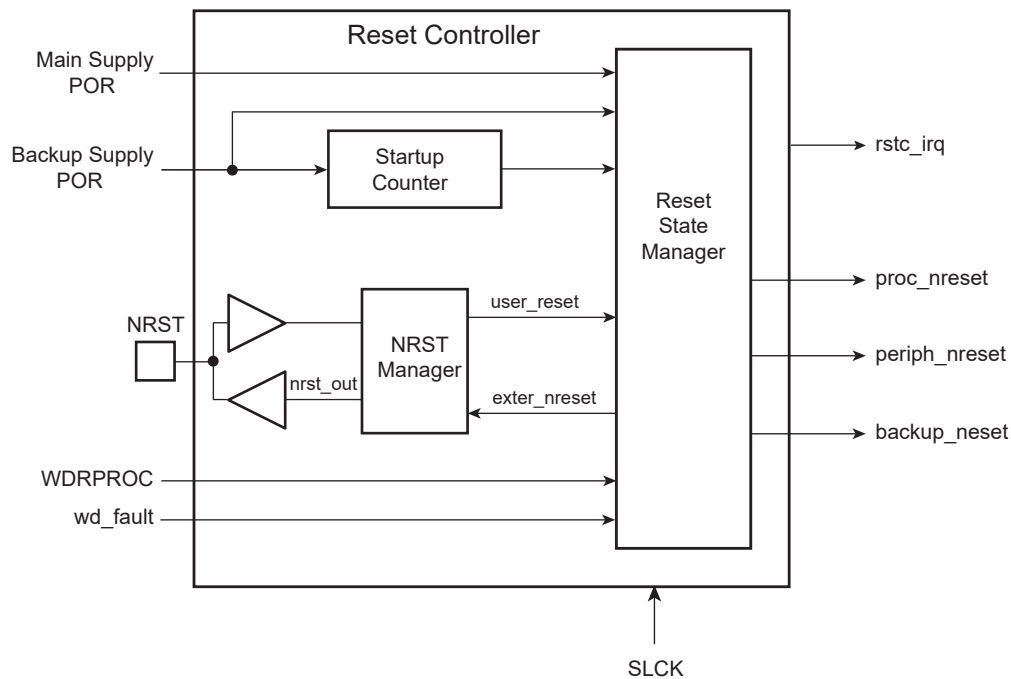 Reset Controller
Main Supply
POR
Backup Supply
POR
Startup
Counter
Reset
State
Manager
rstc_irq
proc_nreset
periph_nreset
backup_neset
NRST
user_reset
NRST
Manager
nrst_out
exter_nreset
WDRPROC
wd_fault
SLCK